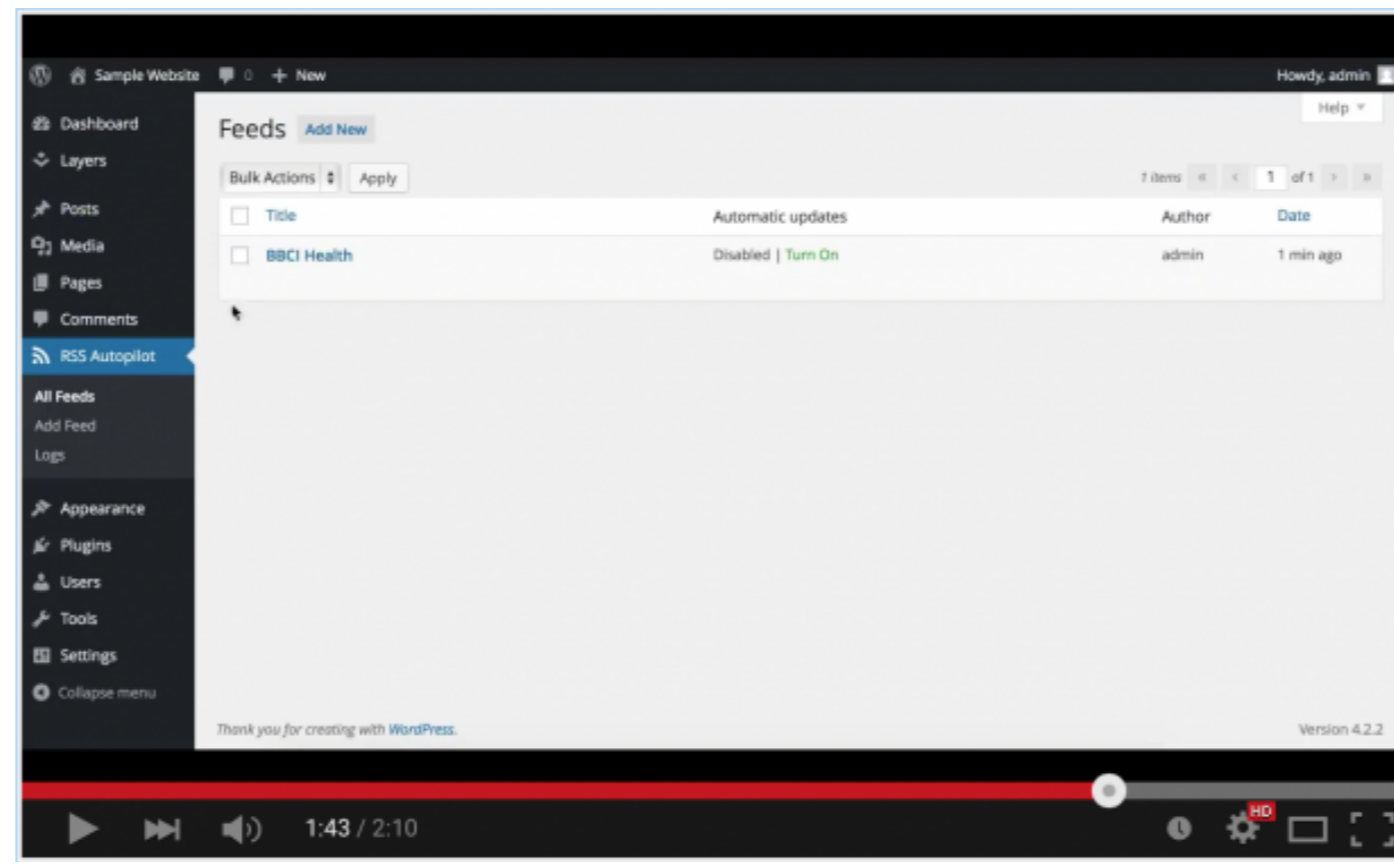 Sample Website 0 + New Howdy, admin
Help
Dashboard
Layers
Posts
Media
Pages
Comments
RSS Autopilot
All Feeds
Add Feed
Logs
Appearance
Plugins
Users
Tools
Settings
Collapse menu
Feeds Add New
Bulk Actions Apply 1 items « ‹ 1 of 1 › »
Title Automatic updates Author Date
BBCI Health Disabled | Turn On admin 1 min ago
Thank you for creating with WordPress. Version 4.2.2
1:43 / 2:10 HD